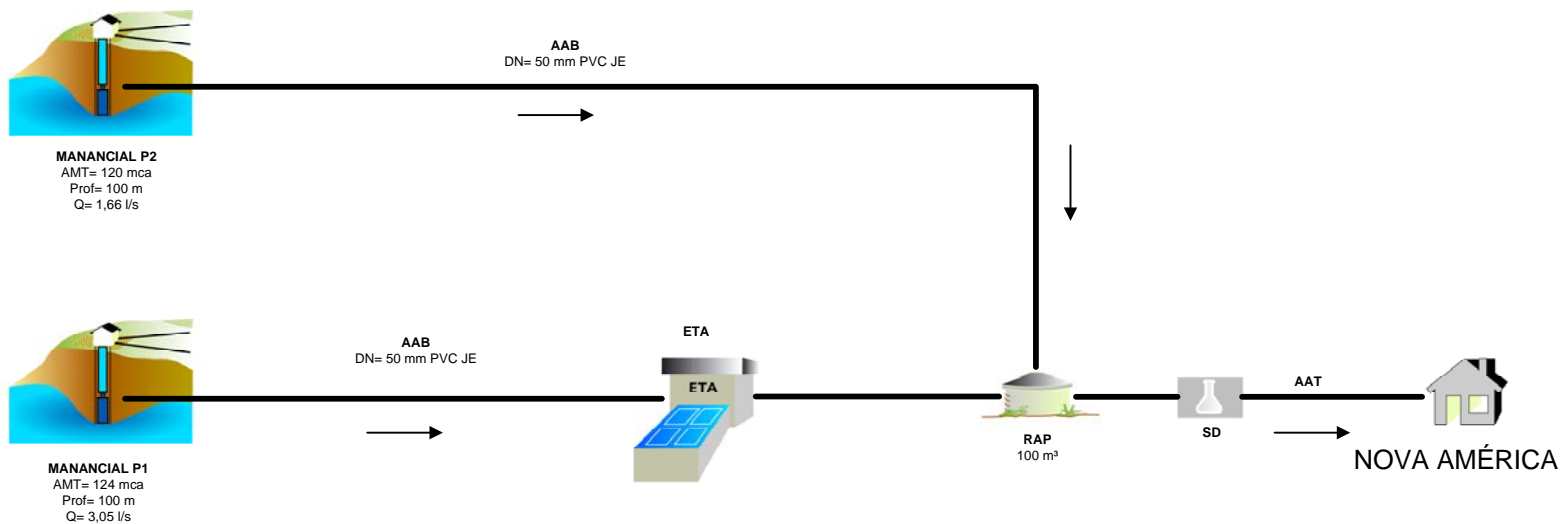 AAB
DN= 50 mm PVC JE
MANANCIAL P2
AMT= 120 mca
Prof= 100 m
Q= 1,66 l/s
AAB
DN= 50 mm PVC JE
ETA
ETA
MANANCIAL P1
AMT= 124 mca
Prof= 100 m
Q= 3,05 l/s
RAP
100 m³
SD
AAT
NOVA AMÉRICA